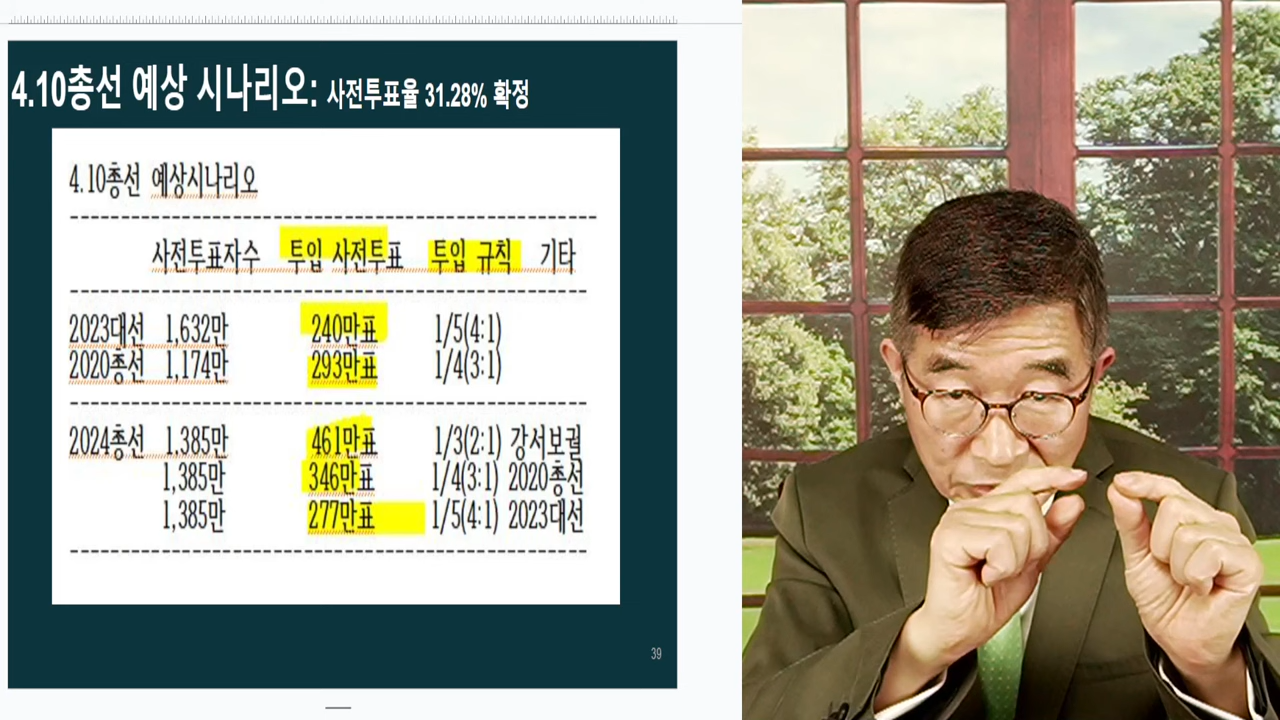 4.10총선 예상 시나리오: 사전투표율 31.28% 확정
4.10총선 예상시나리오
사전투표자수 투입 사전투표 투입 규칙 기타
2023대선 1,632만 240만표 1/5(4:1)
2020총선 1,174만 293만표 1/4(3:1)
2024총선 1,385만 461만표 1/3(2:1) 강서보궐
1,385만 346만표 1/4(3:1) 2020총선
1,385만 277만표 1/5(4:1) 2023대선
39